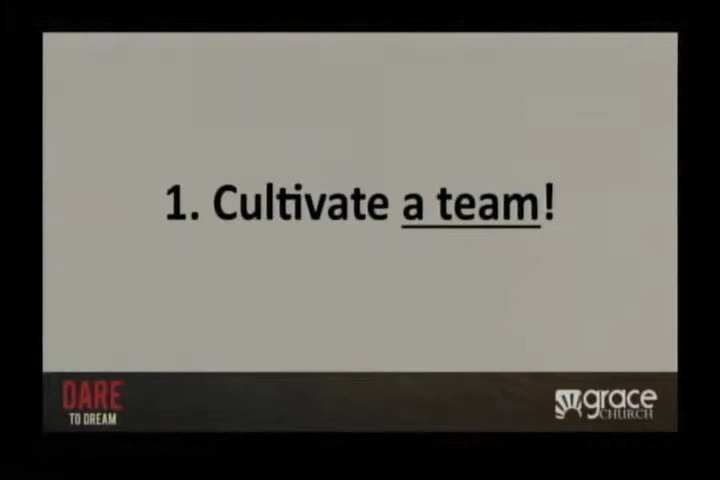 1. Cultivate a team!
DARE
TO DREAM
grace
CHURCH